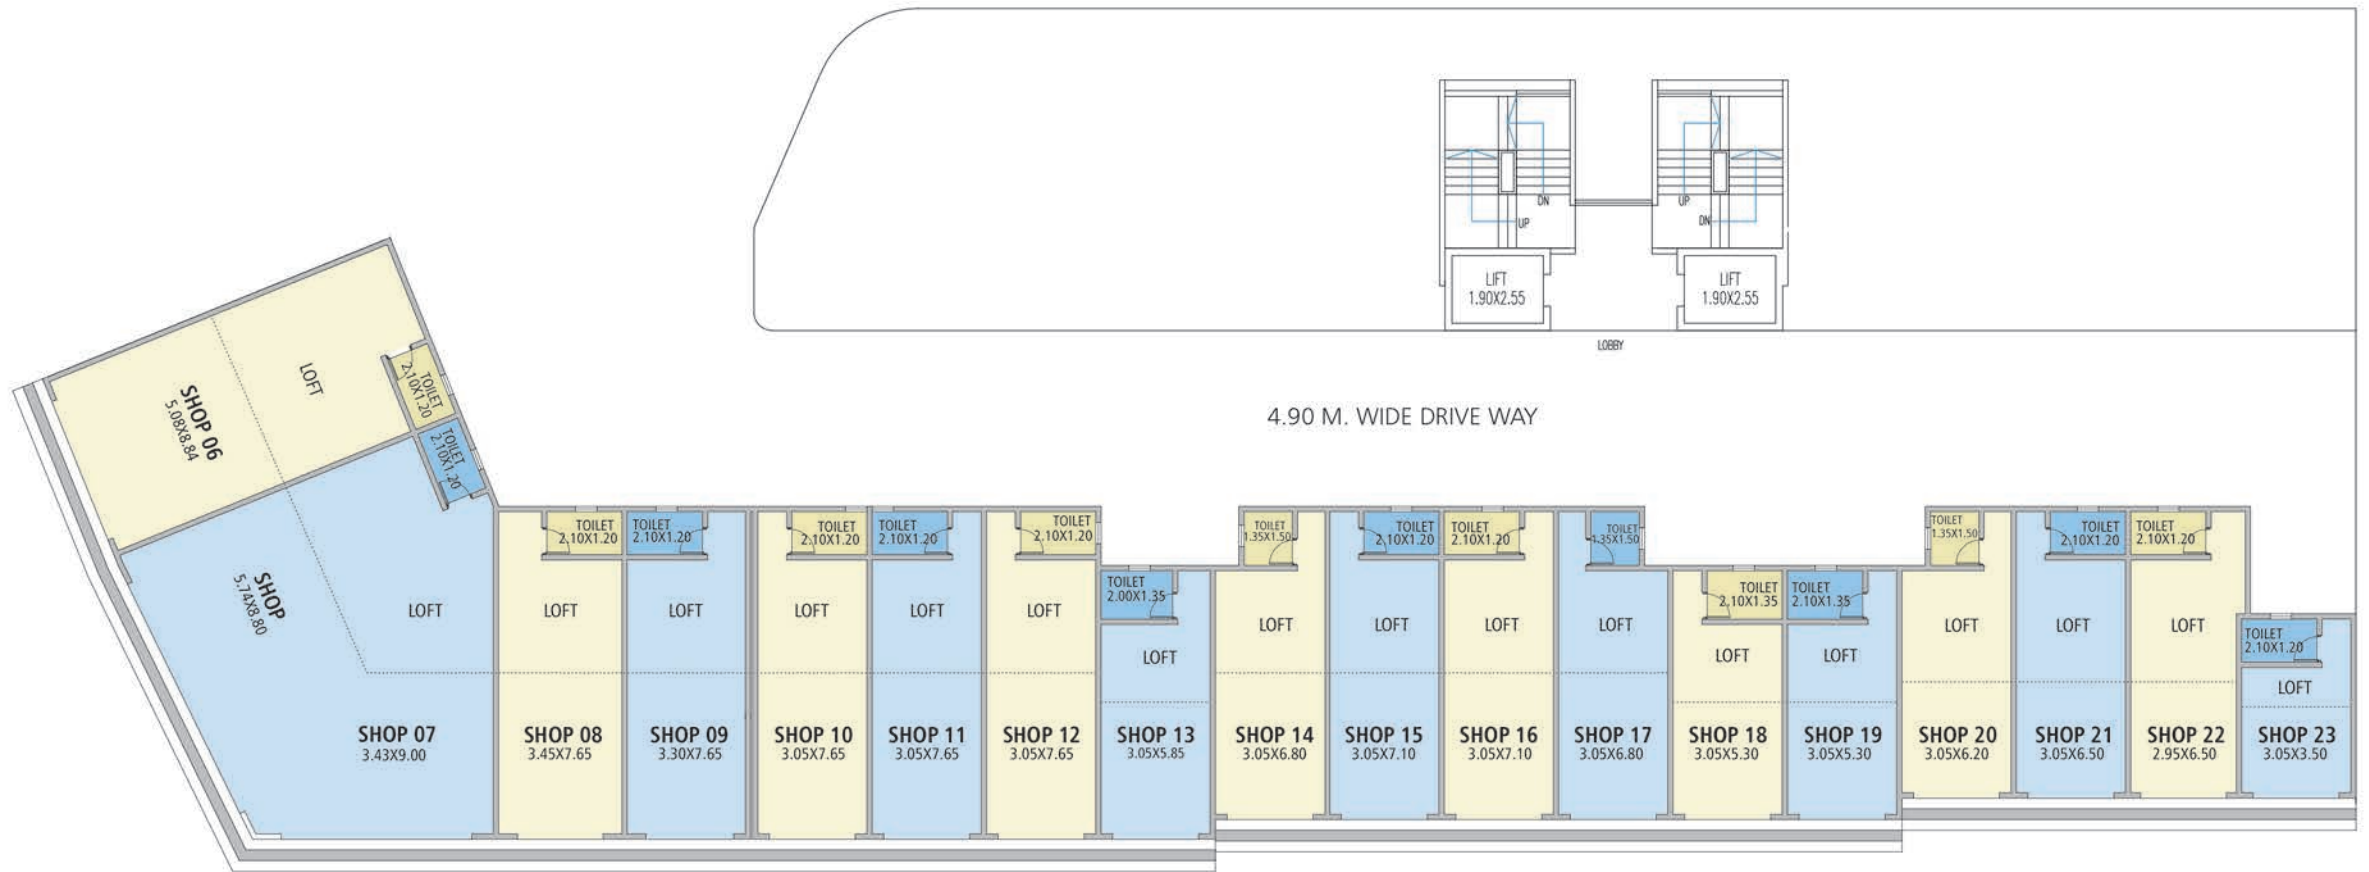 DN
UP
UP
DN
LIFT
1.90X2.55
LIFT
1.90X2.55
LOBBY
4.90 M. WIDE DRIVE WAY
SHOP 06
5.08X8.84
LOFT
TOILET
2.10X1.20
TOILET
2.10X1.20
SHOP
5.74X8.80
LOFT
SHOP 07
3.43X9.00
TOILET
2.10X1.20
LOFT
SHOP 08
3.45X7.65
TOILET
2.10X1.20
LOFT
SHOP 09
3.30X7.65
TOILET
2.10X1.20
LOFT
SHOP 10
3.05X7.65
TOILET
2.10X1.20
LOFT
SHOP 11
3.05X7.65
TOILET
2.10X1.20
LOFT
SHOP 12
3.05X7.65
TOILET
2.00X1.35
LOFT
SHOP 13
3.05X5.85
TOILET
1.35X1.50
LOFT
SHOP 14
3.05X6.80
TOILET
2.10X1.20
LOFT
SHOP 15
3.05X7.10
TOILET
2.10X1.20
LOFT
SHOP 16
3.05X7.10
TOILET
1.35X1.50
LOFT
SHOP 17
3.05X6.80
TOILET
2.10X1.35
LOFT
SHOP 18
3.05X5.30
TOILET
2.10X1.35
LOFT
SHOP 19
3.05X5.30
TOILET
1.35X1.50
LOFT
SHOP 20
3.05X6.20
TOILET
2.10X1.20
LOFT
SHOP 21
3.05X6.50
TOILET
2.10X1.20
LOFT
SHOP 22
2.95X6.50
TOILET
2.10X1.20
LOFT
SHOP 23
3.05X3.50